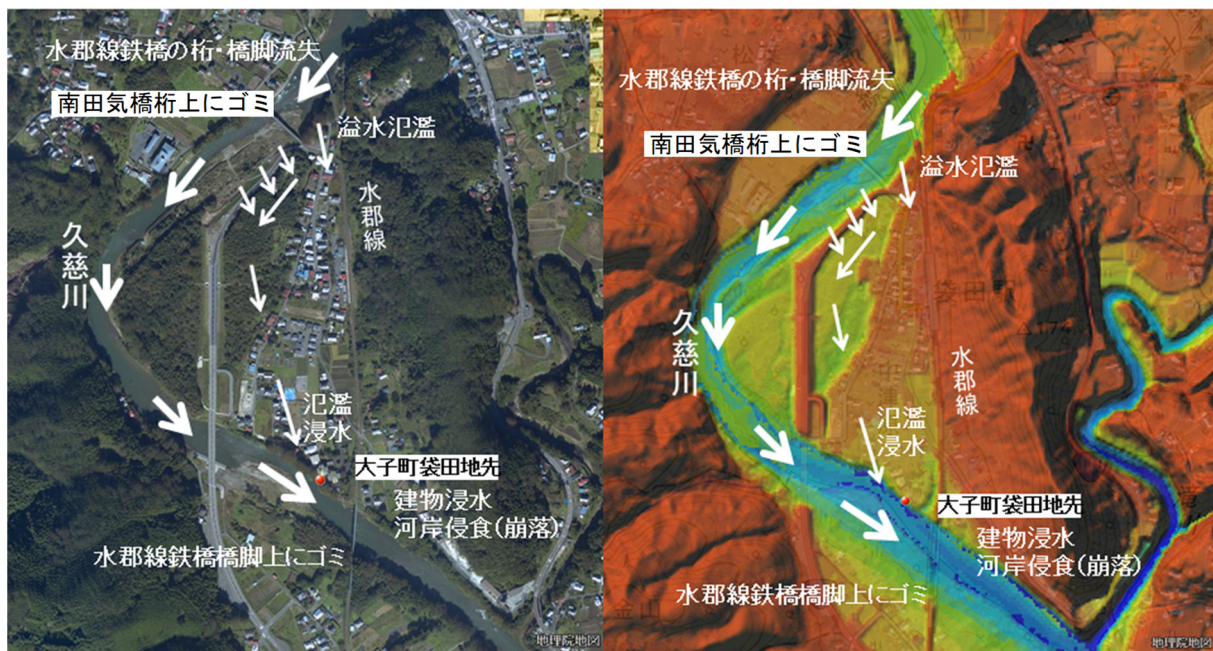 水郡線鉄橋の桁・橋脚流失
南田気橋桁上にゴミ
溢水氾濫
水郡線
久慈川
氾濫
浸水
大子町袋田地先
建物浸水
河岸侵食(崩落)
水郡線鉄橋橋脚上にゴミ
地理院地図
水郡線鉄橋の桁・橋脚流失
南田気橋桁上にゴミ
溢水氾濫
袋田
久慈川
水郡線
氾濫
浸水
大子町袋田地先
建物浸水
河岸侵食(崩落)
水郡線鉄橋橋脚上にゴミ
金山
地理院地図